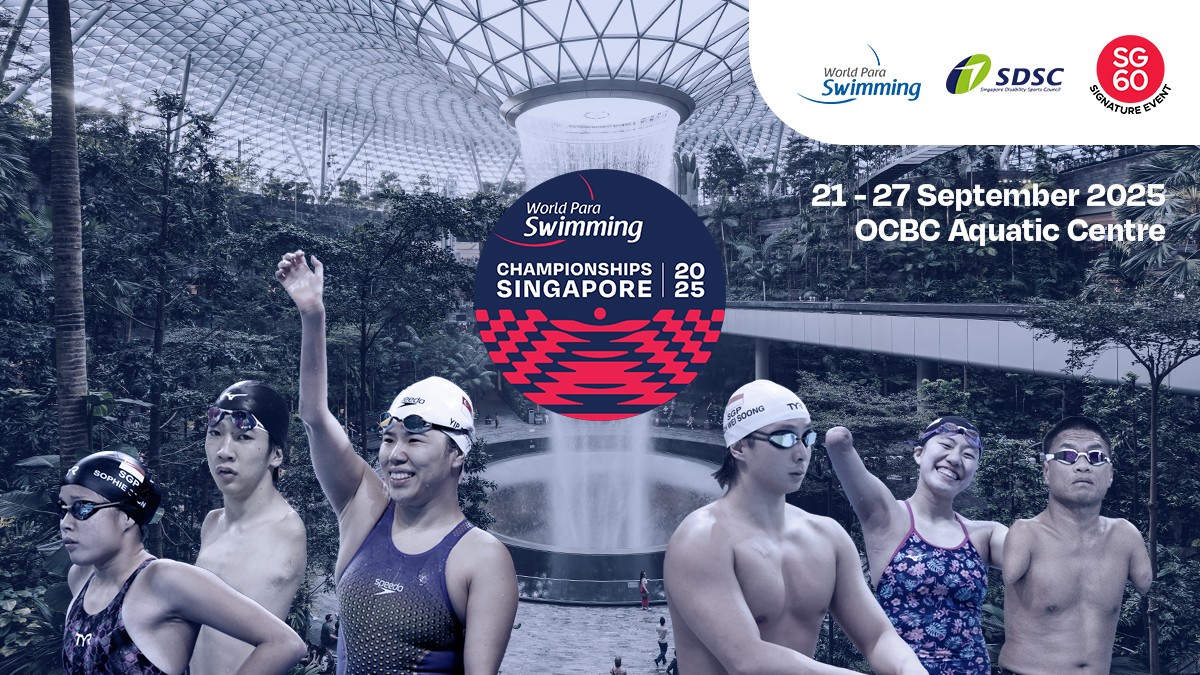 World Para
Swimming
SDSC
Singapore Disability Sports Council
SG
60
SIGNATURE EVENT
21 - 27 September 2025
OCBC Aquatic Centre
World Para
Swimming
CHAMPIONSHIPS
SINGAPORE
20
25
speedo
YIP
SGP
WEI SOONG
TYR
SGP
SOPHIE
speedo
TYR